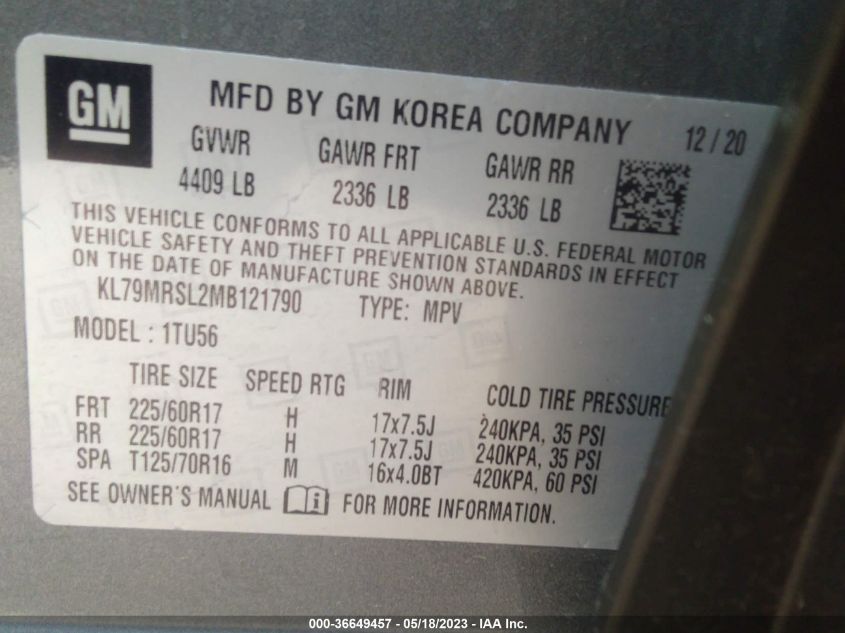 GM
MFD BY GM KOREA COMPANY 12/20
GVWR GAWR FRT GAWR RR
4409 LB 2336 LB 2336 LB
THIS VEHICLE CONFORMS TO ALL APPLICABLE U.S. FEDERAL MOTOR
VEHICLE SAFETY AND THEFT PREVENTION STANDARDS IN EFFECT
ON THE DATE OF MANUFACTURE SHOWN ABOVE.
KL79MRSL2MB121790 TYPE: MPV
MODEL : 1TU56
TIRE SIZE SPEED RTG RIM COLD TIRE PRESSURE
FRT 225/60R17 H 17x7.5J 240KPA, 35 PSI
RR 225/60R17 H 17x7.5J 240KPA, 35 PSI
SPA T125/70R16 M 16x4.0BT 420KPA, 60 PSI
SEE OWNER'S MANUAL i FOR MORE INFORMATION.
000-36649457 - 05/18/2023 - IAA Inc.